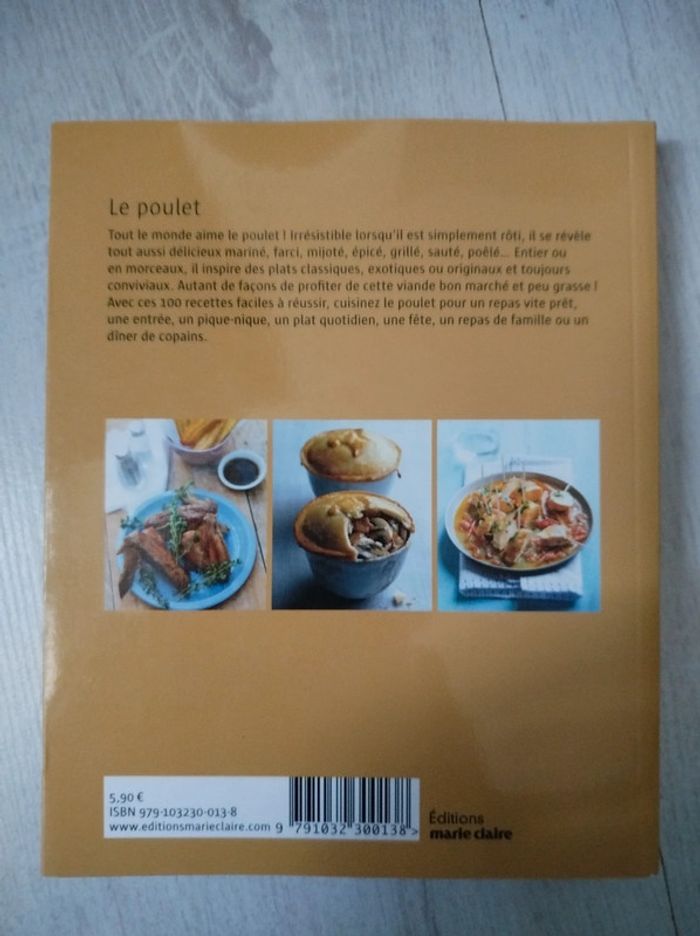 Le poulet
Tout le monde aime le poulet ! Irrésistible lorsqu'il est simplement rôti, il se révèle
tout aussi délicieux mariné, farci, mijoté, épicé, grillé, sauté, poêlé... Entier ou
en morceaux, il inspire des plats classiques, exotiques ou originaux et toujours
conviviaux. Autant de façons de profiter de cette viande bon marché et peu grasse !
Avec ces 100 recettes faciles à réussir, cuisinez le poulet pour un repas vite prêt,
une entrée, un pique-nique, un plat quotidien, une fête, un repas de famille ou un
dîner de copains.
5,90 €
ISBN 979-103230-013-8
www.editionsmarieclaire.com
9 791032 300138 >
Éditions
marie claire